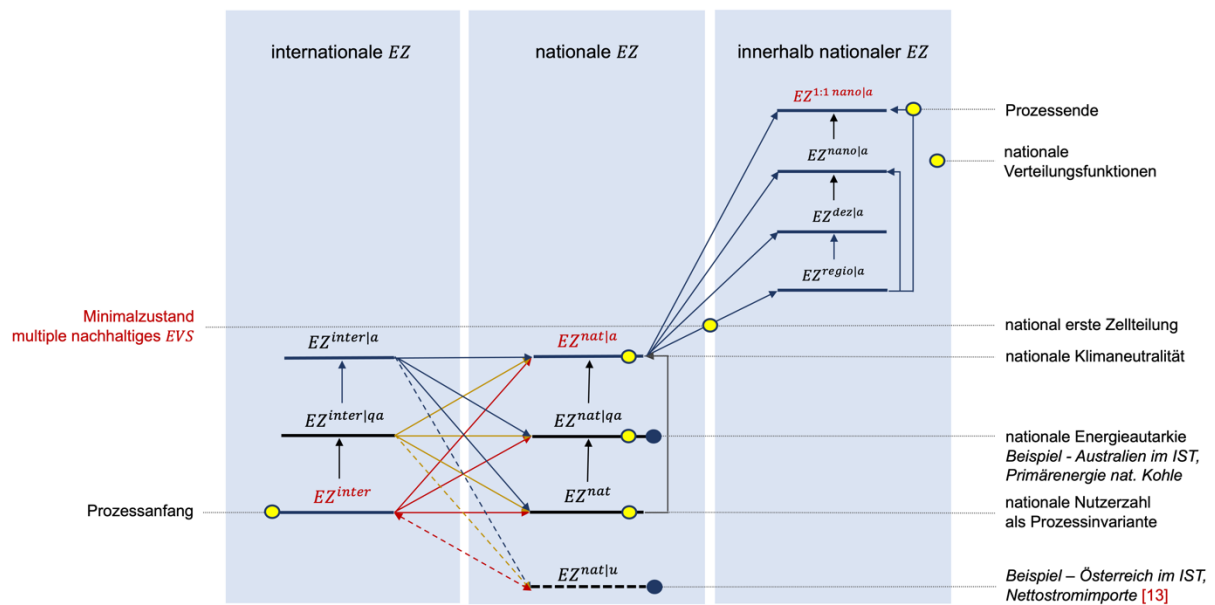 internationale EZ
nationale EZ
innerhalb nationaler EZ
EZ^{1:1 nano|a}
Prozessende
EZ^{nano|a}
nationale
Verteilungsfunktionen
EZ^{dez|a}
EZ^{regio|a}
Minimalzustand
multiple nachhaltiges EVS
national erste Zellteilung
EZ^{inter|a}
EZ^{nat|a}
nationale Klimaneutralität
EZ^{inter|qa}
EZ^{nat|qa}
nationale Energieautarkie
Beispiel - Australien im IST,
Primärenergie nat. Kohle
EZ^{inter}
EZ^{nat}
Prozessanfang
nationale Nutzerzahl
als Prozessinvariante
EZ^{nat|u}
Beispiel – Österreich im IST,
Nettostromimporte [13]